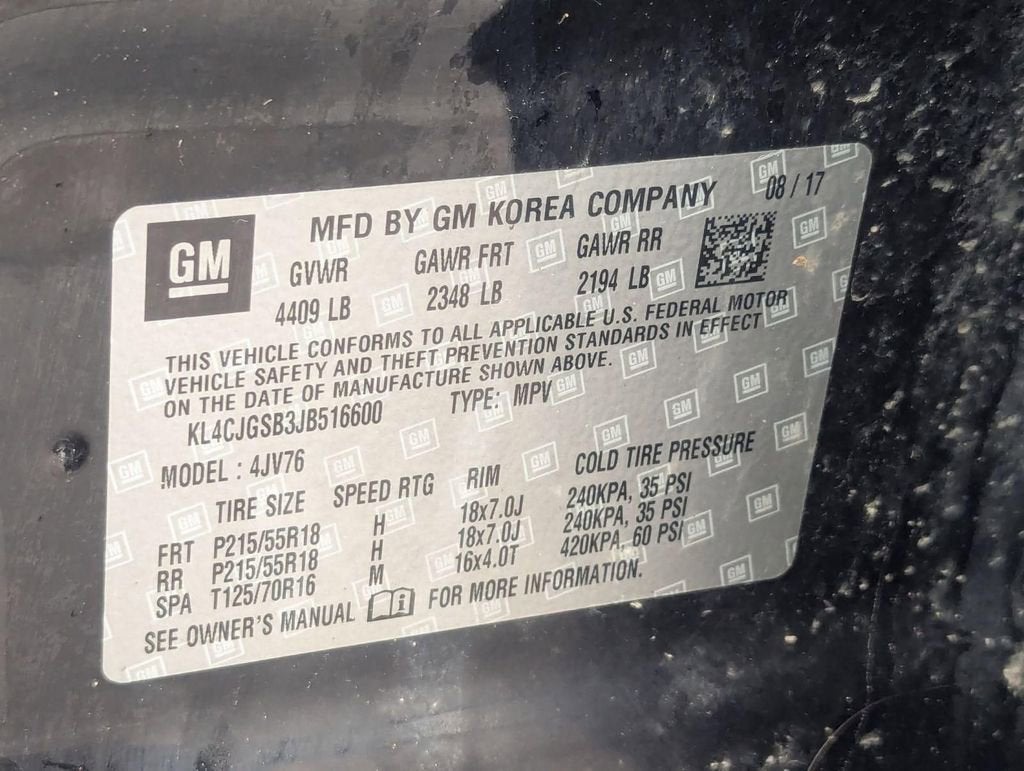 GM
MFD BY GM KOREA COMPANY 08 / 17
GVWR GAWR FRT GAWR RR
4409 LB 2348 LB 2194 LB
THIS VEHICLE CONFORMS TO ALL APPLICABLE U.S. FEDERAL MOTOR
VEHICLE SAFETY AND THEFT PREVENTION STANDARDS IN EFFECT
ON THE DATE OF MANUFACTURE SHOWN ABOVE.
KL4CJGSB3JB516600 TYPE: MPV
MODEL : 4JV76
TIRE SIZE SPEED RTG RIM COLD TIRE PRESSURE
FRT P215/55R18 H 18x7.0J 240KPA, 35 PSI
RR P215/55R18 H 18x7.0J 240KPA, 35 PSI
SPA T125/70R16 M 16x4.0T 420KPA, 60 PSI
SEE OWNER'S MANUAL FOR MORE INFORMATION.